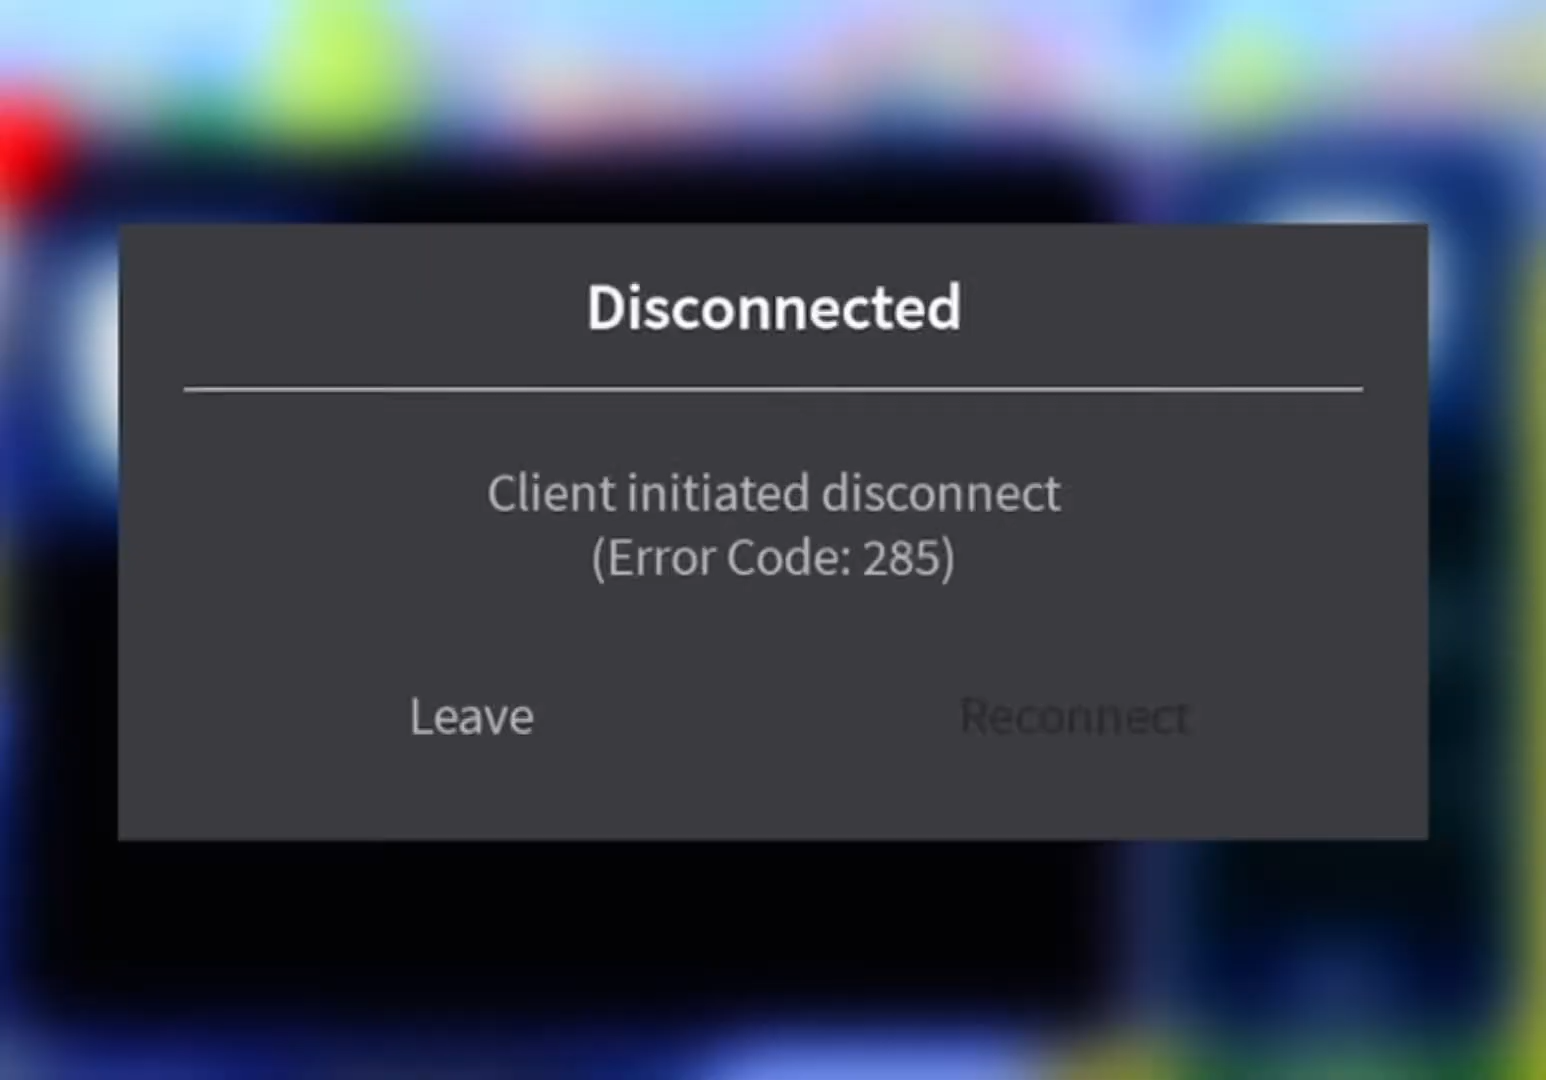 Disconnected
Client initiated disconnect
(Error Code: 285)
Leave
Reconnect